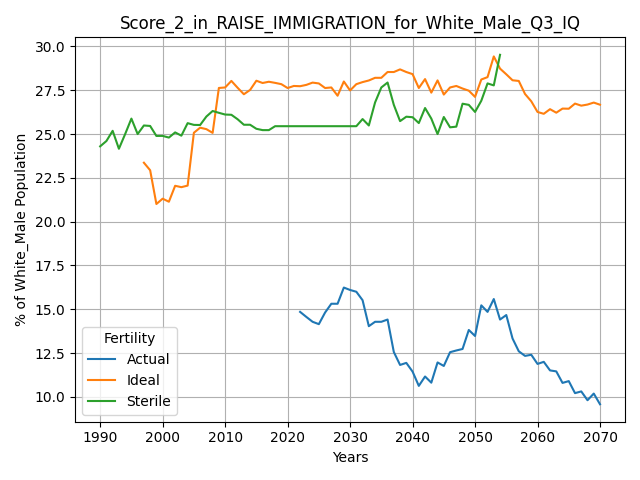 Score_2_in_RAISE_IMMIGRATION_for_White_Male_Q3_IQ
% of White_Male Population
30.0
27.5
25.0
22.5
20.0
17.5
15.0
12.5
10.0
Fertility
Actual
Ideal
Sterile
1990 2000 2010 2020 2030 2040 2050 2060 2070
Years